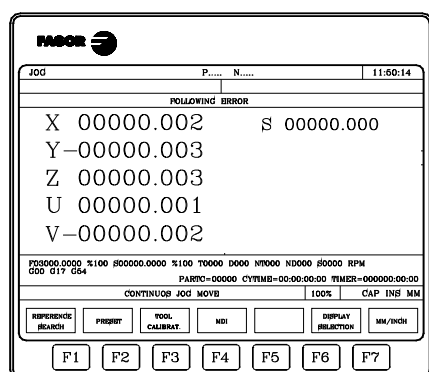 FAGOR
JOG P..... N..... 11:50:14
FOLLOWING ERROR
X 00000.002 S 00000.000
Y-00000.003
Z 00000.003
U 00000.001
V-00000.002
F03000.0000 %100 S00000.0000 %100 T0000 D000 NT000 ND000 S0000 RPM
G00 G17 G54
PARTC=00000 CYTIME=00:00:00:00 TIMER=000000:00:00
CONTINUOS JOG MOVE 100% CAP INS MM
REFERENCE SEARCH PRESET TOOL CALIBRAT. MDI DISPLAY SELECTION MM/INCH
F1 F2 F3 F4 F5 F6 F7